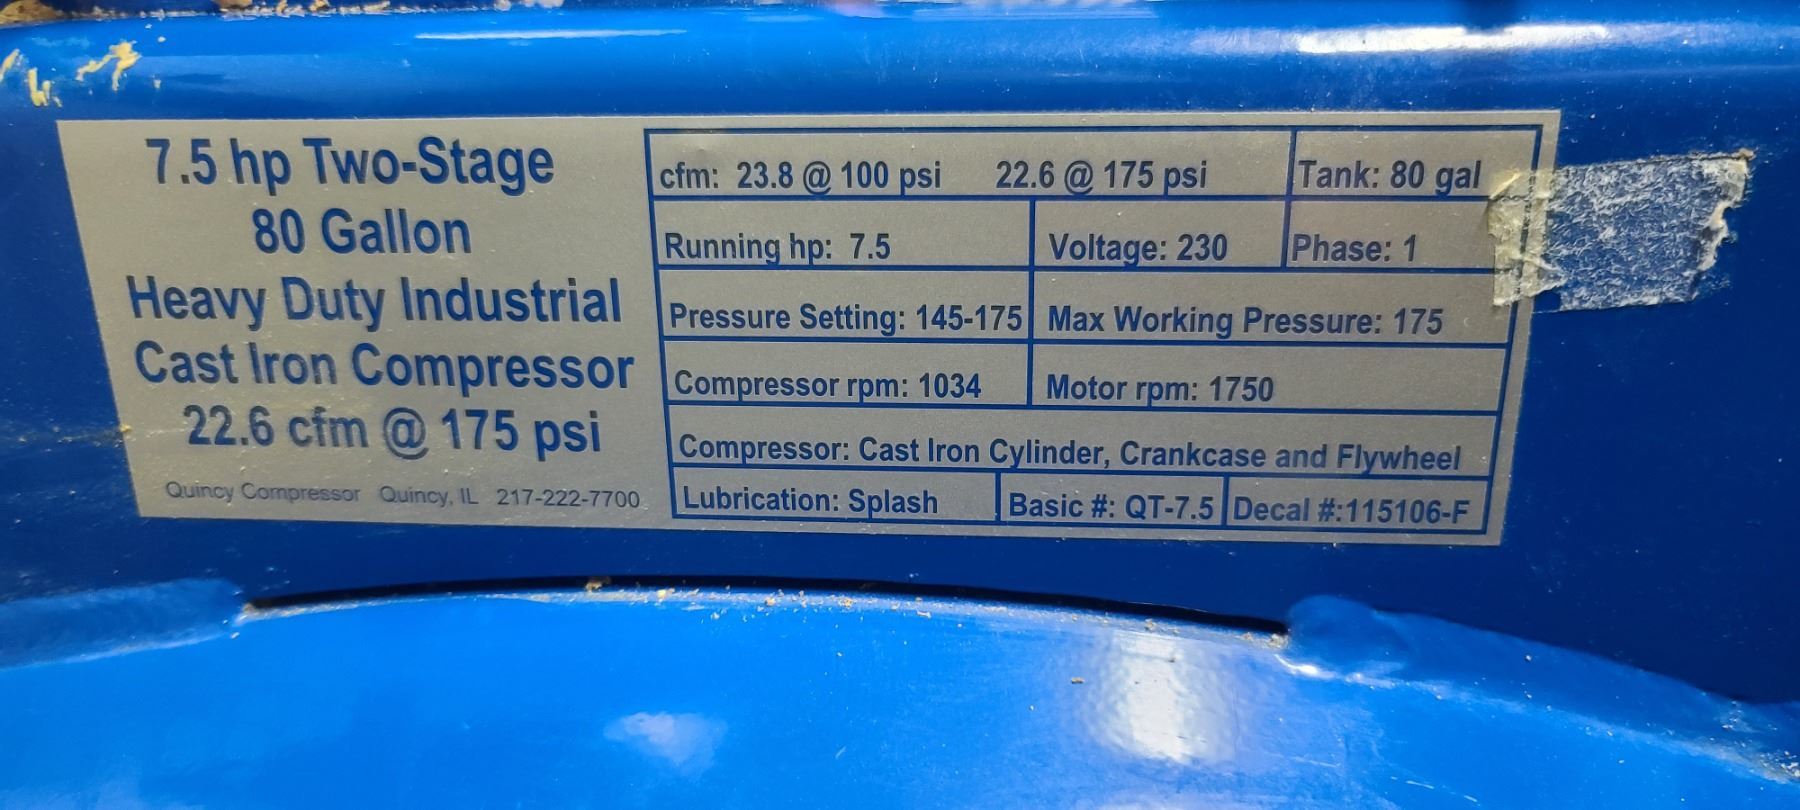 7.5 hp Two-Stage
80 Gallon
Heavy Duty Industrial
Cast Iron Compressor
22.6 cfm @ 175 psi
Quincy Compressor Quincy, IL 217-222-7700
cfm: 23.8 @ 100 psi 22.6 @ 175 psi Tank: 80 gal
Running hp: 7.5 Voltage: 230 Phase: 1
Pressure Setting: 145-175 Max Working Pressure: 175
Compressor rpm: 1034 Motor rpm: 1750
Compressor: Cast Iron Cylinder, Crankcase and Flywheel
Lubrication: Splash Basic #: QT-7.5 Decal #:115106-F